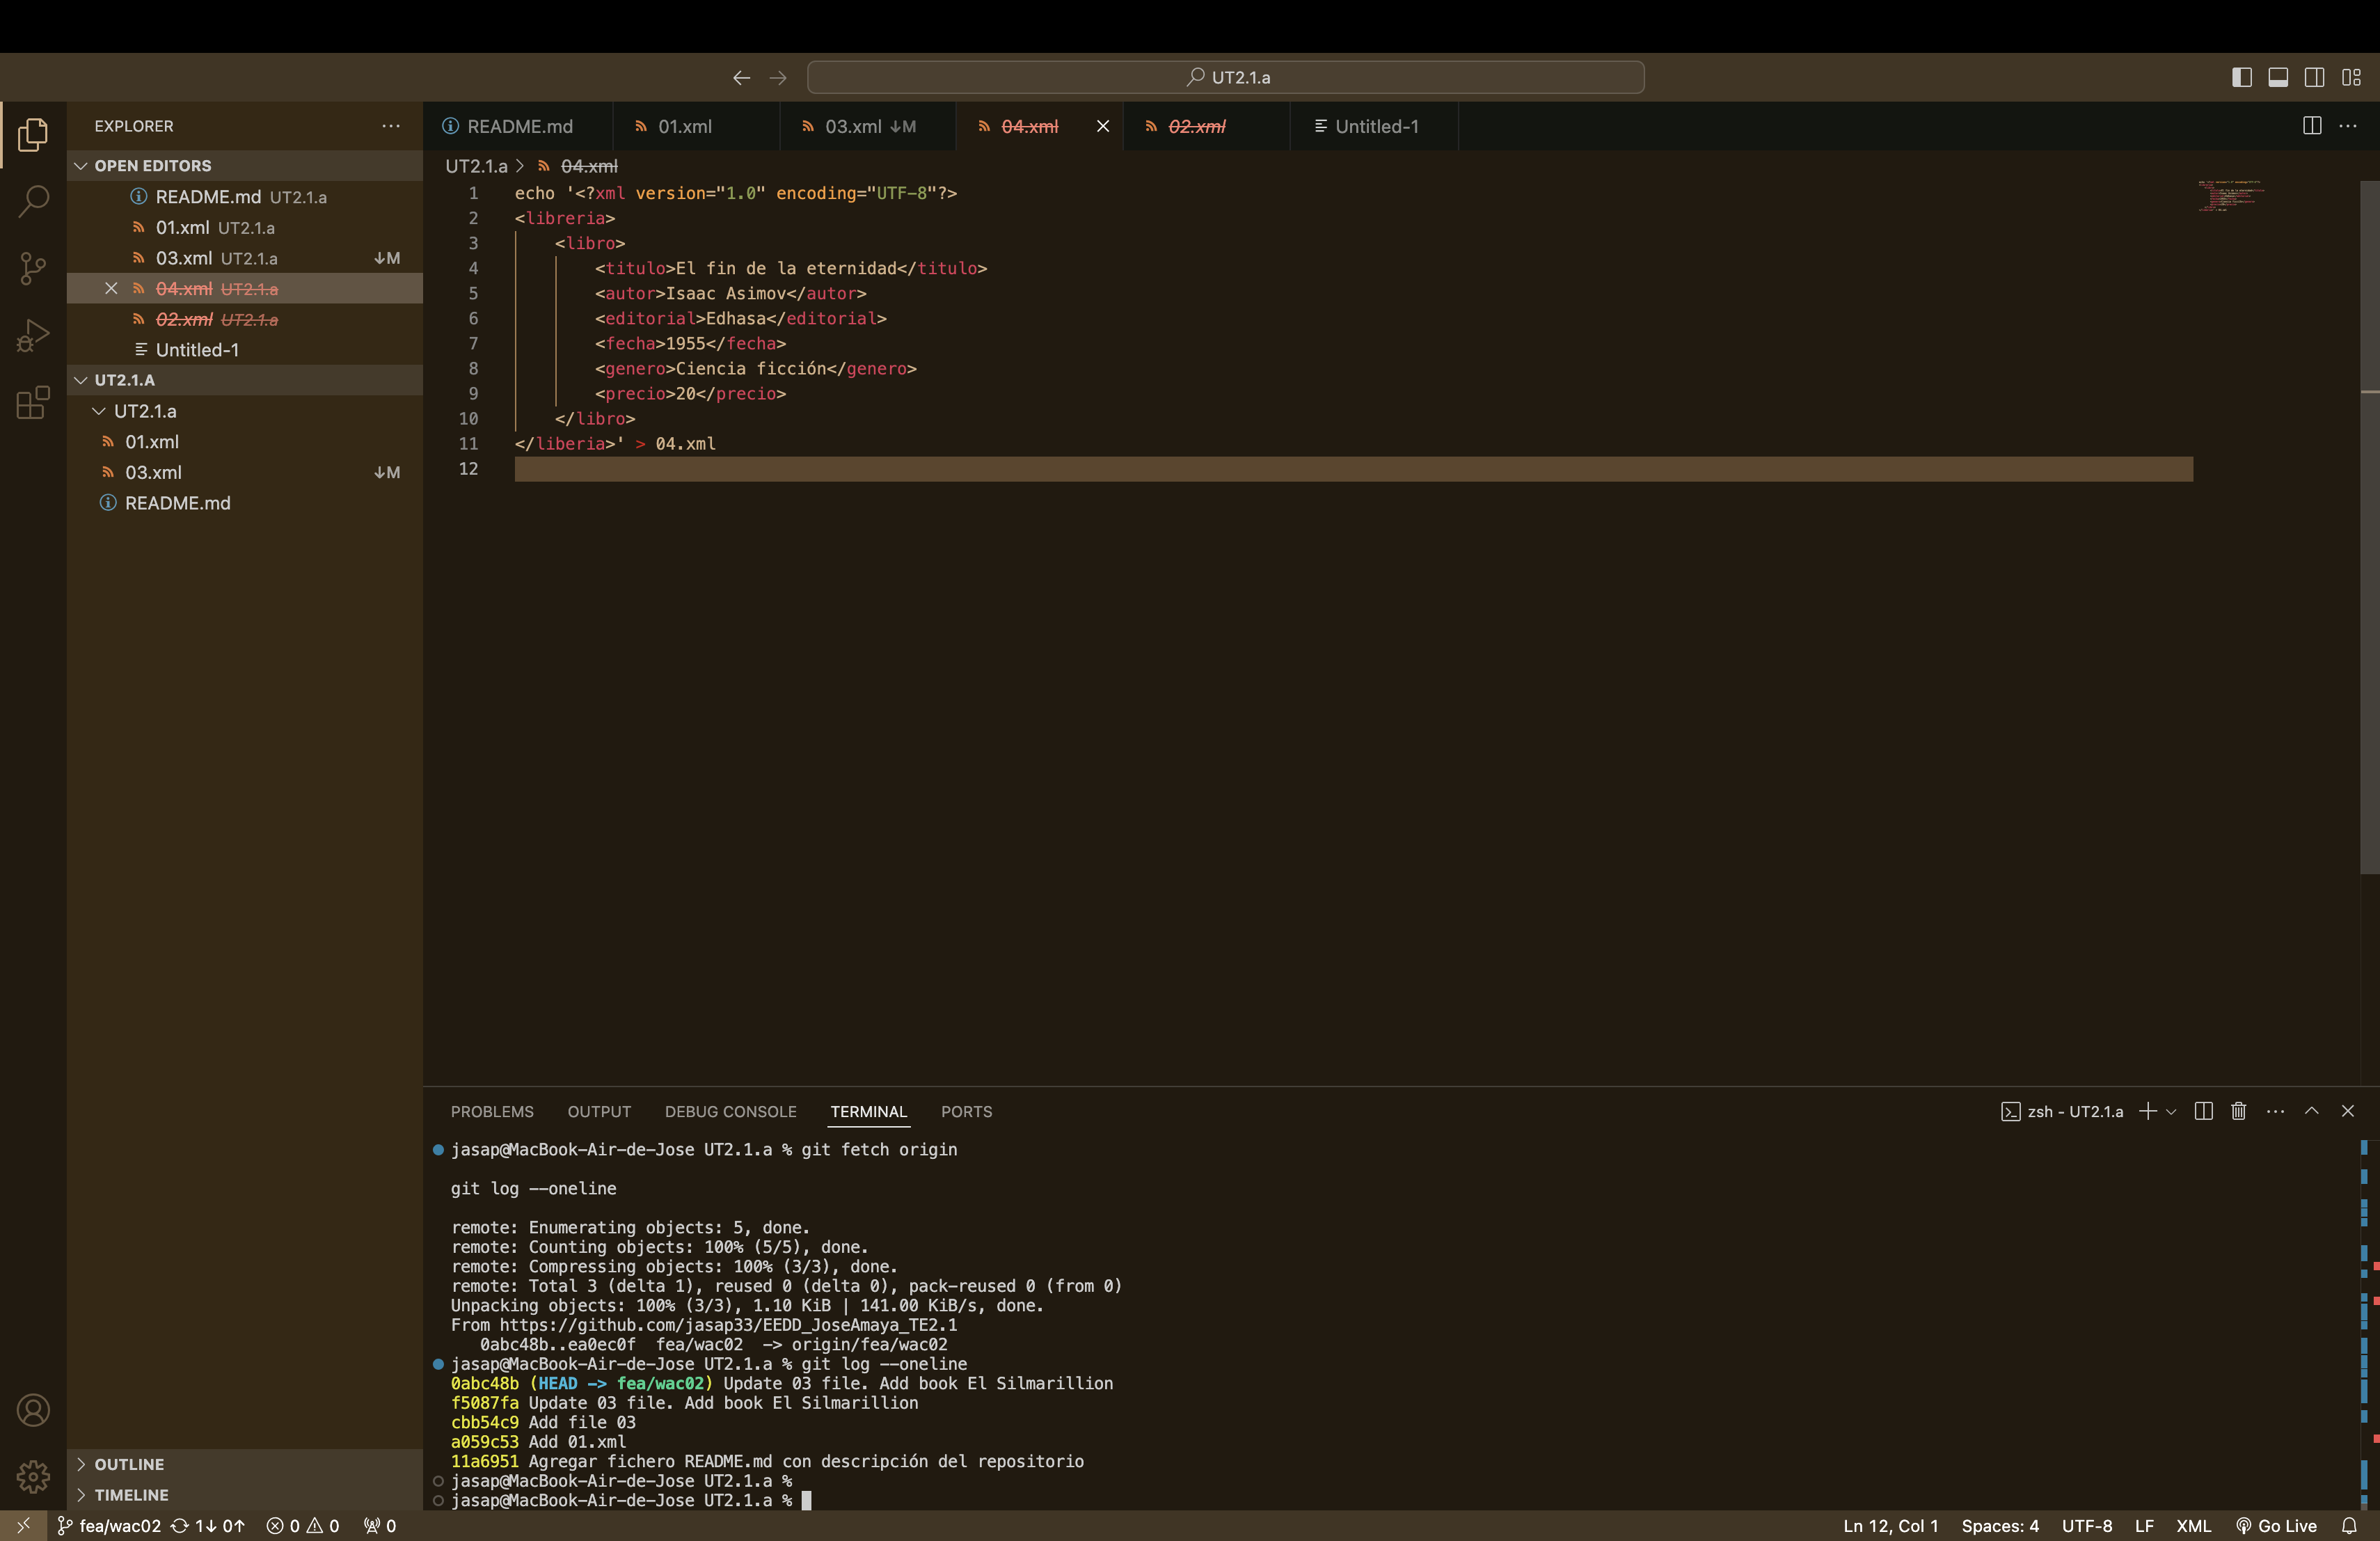 UT2.1.a
EXPLORER
OPEN EDITORS
README.md UT2.1.a
01.xml UT2.1.a
03.xml UT2.1.a ↓M
04.xml UT2.1.a
02.xml UT2.1.a
Untitled-1
UT2.1.A
UT2.1.a
01.xml
03.xml ↓M
README.md
OUTLINE
TIMELINE
README.md 01.xml 03.xml ↓M 04.xml 02.xml Untitled-1
UT2.1.a > 04.xml
1 echo '<?xml version="1.0" encoding="UTF-8"?>
2 <libreria>
3 <libro>
4 <titulo>El fin de la eternidad</titulo>
5 <autor>Isaac Asimov</autor>
6 <editorial>Edhasa</editorial>
7 <fecha>1955</fecha>
8 <genero>Ciencia ficción</genero>
9 <precio>20</precio>
10 </libro>
11 </liberia>' > 04.xml
12
PROBLEMS OUTPUT DEBUG CONSOLE TERMINAL PORTS
zsh - UT2.1.a
jasap@MacBook-Air-de-Jose UT2.1.a % git fetch origin
git log --oneline
remote: Enumerating objects: 5, done.
remote: Counting objects: 100% (5/5), done.
remote: Compressing objects: 100% (3/3), done.
remote: Total 3 (delta 1), reused 0 (delta 0), pack-reused 0 (from 0)
Unpacking objects: 100% (3/3), 1.10 KiB | 141.00 KiB/s, done.
From https://github.com/jasap33/EEDD_JoseAmaya_TE2.1
0abc48b..ea0ec0f fea/wac02 -> origin/fea/wac02
jasap@MacBook-Air-de-Jose UT2.1.a % git log --oneline
0abc48b (HEAD -> fea/wac02) Update 03 file. Add book El Silmarillion
f5087fa Update 03 file. Add book El Silmarillion
cbb54c9 Add file 03
a059c53 Add 01.xml
11a6951 Agregar fichero README.md con descripción del repositorio
jasap@MacBook-Air-de-Jose UT2.1.a %
jasap@MacBook-Air-de-Jose UT2.1.a %
fea/wac02 1↓ 0↑ 0 0 0 Ln 12, Col 1 Spaces: 4 UTF-8 LF XML Go Live